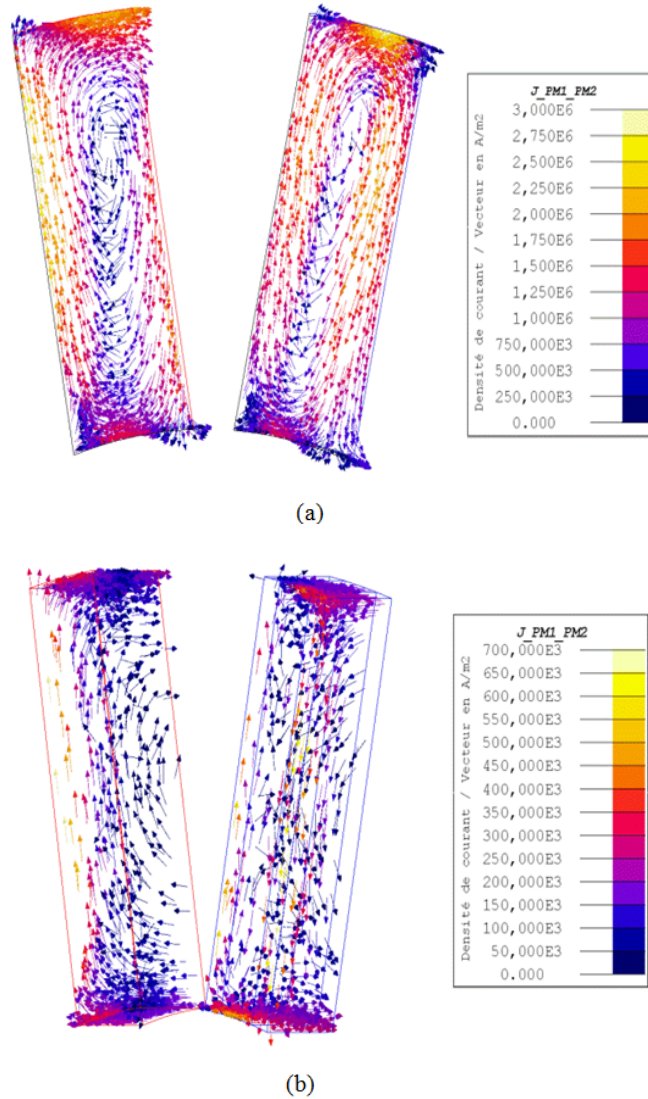 J_PM1_PM2
Densité de courant / Vecteur en A/m2
3,000E6
2,750E6
2,500E6
2,250E6
2,000E6
1,750E6
1,500E6
1,250E6
1,000E6
750,000E3
500,000E3
250,000E3
0.000
(a)
J_PM1_PM2
Densité de courant / Vecteur en A/m2
700,000E3
650,000E3
550,000E3
500,000E3
450,000E3
400,000E3
350,000E3
300,000E3
250,000E3
200,000E3
150,000E3
100,000E3
50,000E3
0.000
(b)